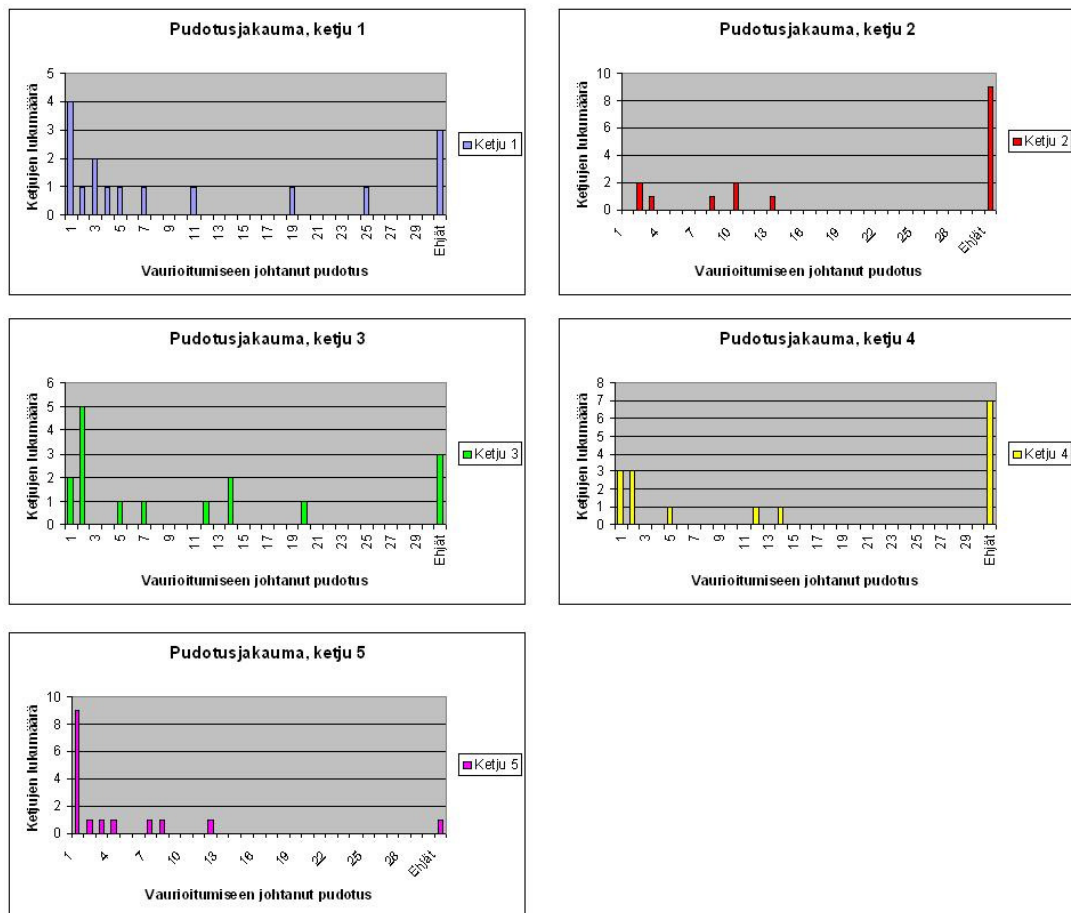 Pudotusjakauma, ketju 1
Ketjujen lukumäärä
5
4
3
2
1
0
1 3 5 7 9 11 13 15 17 19 21 23 25 27 29 Ehjät
Vaurioitumiseen johtanut pudotus
Ketju 1
Pudotusjakauma, ketju 2
Ketjujen lukumäärä
10
8
6
4
2
0
1 4 7 10 13 16 19 22 25 28 Ehjät
Vaurioitumiseen johtanut pudotus
Ketju 2
Pudotusjakauma, ketju 3
Ketjujen lukumäärä
6
5
4
3
2
1
0
1 3 5 7 9 11 13 15 17 19 21 23 25 27 29 Ehjät
Vaurioitumiseen johtanut pudotus
Ketju 3
Pudotusjakauma, ketju 4
Ketjujen lukumäärä
8
7
6
5
4
3
2
1
0
1 3 5 7 9 11 13 15 17 19 21 23 25 27 29 Ehjät
Vaurioitumiseen johtanut pudotus
Ketju 4
Pudotusjakauma, ketju 5
Ketjujen lukumäärä
10
8
6
4
2
0
1 4 7 10 13 16 19 22 25 28 Ehjät
Vaurioitumiseen johtanut pudotus
Ketju 5